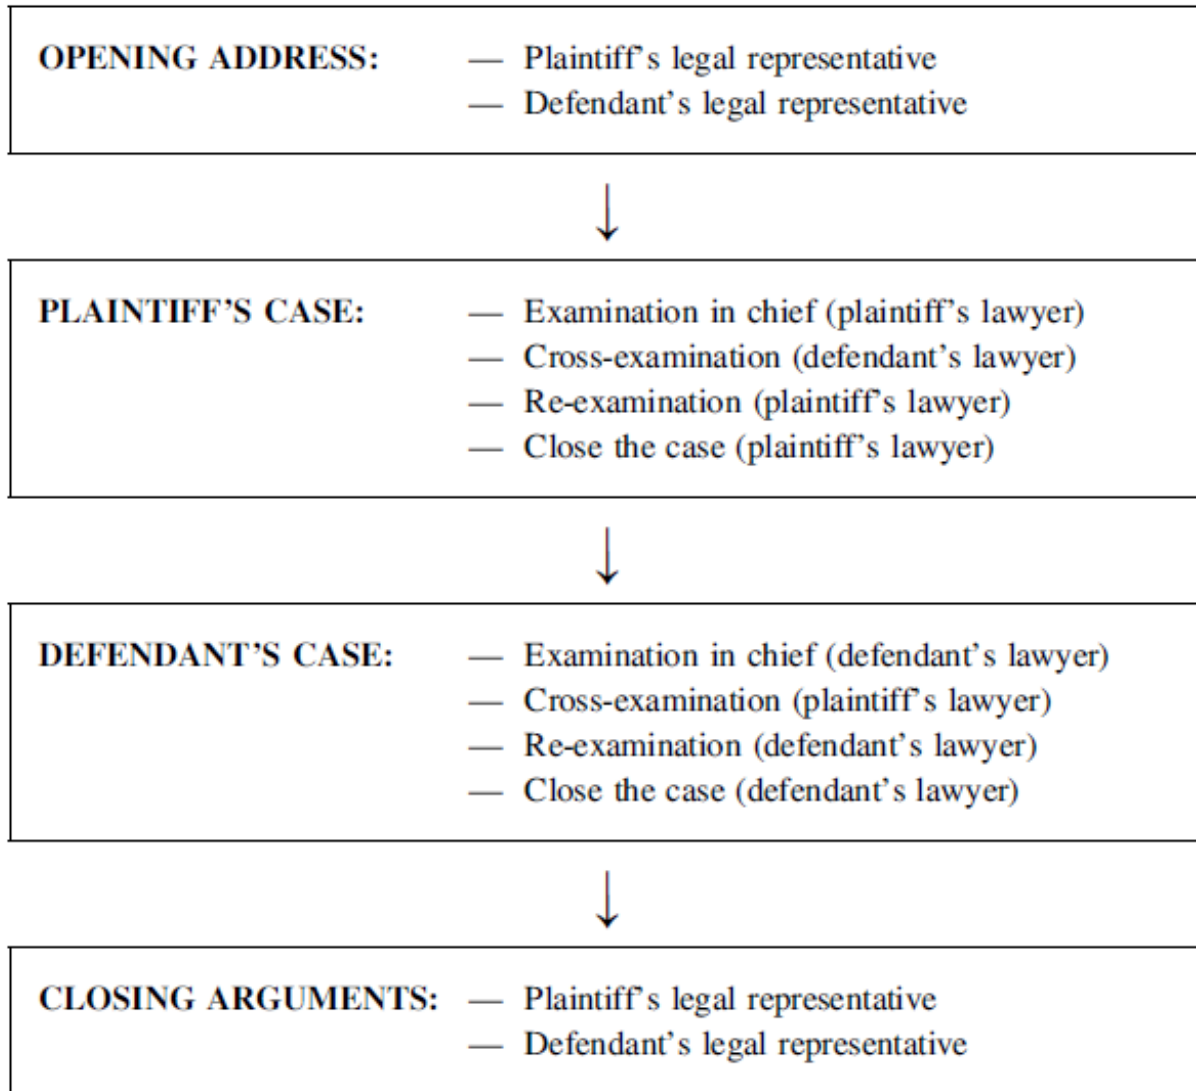 OPENING ADDRESS: — Plaintiff's legal representative
— Defendant's legal representative
↓
PLAINTIFF'S CASE: — Examination in chief (plaintiff's lawyer)
— Cross-examination (defendant's lawyer)
— Re-examination (plaintiff's lawyer)
— Close the case (plaintiff's lawyer)
↓
DEFENDANT'S CASE: — Examination in chief (defendant's lawyer)
— Cross-examination (plaintiff's lawyer)
— Re-examination (defendant's lawyer)
— Close the case (defendant's lawyer)
↓
CLOSING ARGUMENTS: — Plaintiff's legal representative
— Defendant's legal representative